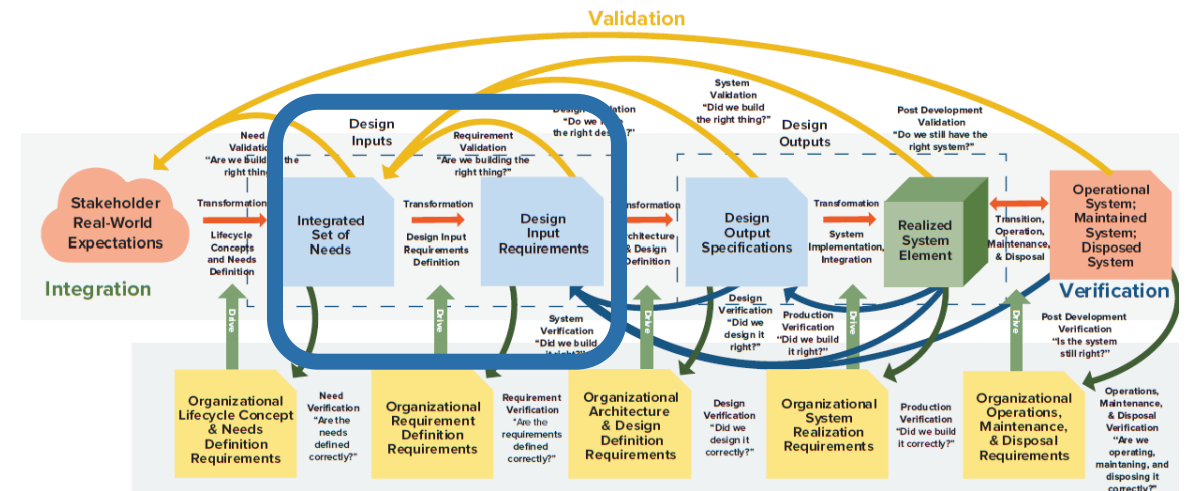 Validation
Design
Inputs
Need
Validation
"Are we building the
right thing
Requirement
Validation
"Are we building the
right thing?"
"Do we
the right des
?"
System
Validation
"Did we build
the right thing?"
Design
Outputs
Post Development
Validation
"Do we still have the
right system?"
Stakeholder
Real-World
Expectations
Transformation
Lifecycle
Concepts
and Needs
Definition
Integrated
Set of
Needs
Transformation
Design Input
Requirements
Definition
Design
Input
Requirements
& Design
Definition
Design
Output
Specifications
Transformation
System
Implementation,
Integration
Realized
System
Element
Transition,
Operation,
Maintenance,
& Disposal
Operational
System;
Maintained
System;
Disposed
System
Integration
Verification
Drive
Drive
Drive
Drive
Drive
System
Verification
"Did we build
it right?"
Design
Verification
"Did we
design it
right?"
Production
Verification
"Did we
build it right?"
Post Development
Verification
"Is the system
still right?"
Organizational
Lifecycle Concept
& Needs
Definition
Requirements
Need
Verification
"Are the
needs
defined
correctly?"
Organizational
Requirement
Definition
Requirements
Requirement
Verification
"Are the
requirements
defined
correctly?"
Organizational
Architecture
& Design
Definition
Requirements
Design
Verification
"Did we
design it
correctly?"
Organizational
System
Realization
Requirements
Production
Verification
"Did we build
it correctly?"
Organizational
Operations,
Maintenance,
& Disposal
Requirements
Operations,
Maintenance,
& Disposal
Verification
"Are we
operating,
maintaning, and
disposing it
correctly?"